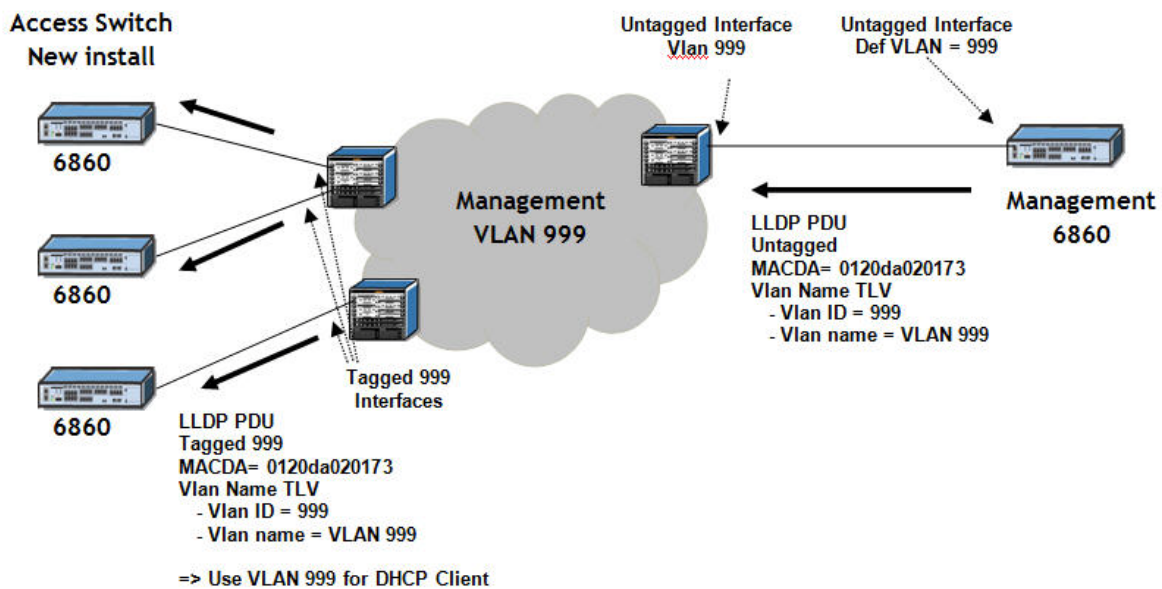 Access Switch
New install
Untagged Interface
Vlan 999
Untagged Interface
Def VLAN = 999
6860
6860
6860
Management
VLAN 999
Management
6860
LLDP PDU
Untagged
MACDA= 0120da020173
Vlan Name TLV
- Vlan ID = 999
- Vlan name = VLAN 999
Tagged 999
Interfaces
LLDP PDU
Tagged 999
MACDA= 0120da020173
Vlan Name TLV
- Vlan ID = 999
- Vlan name = VLAN 999
=> Use VLAN 999 for DHCP Client